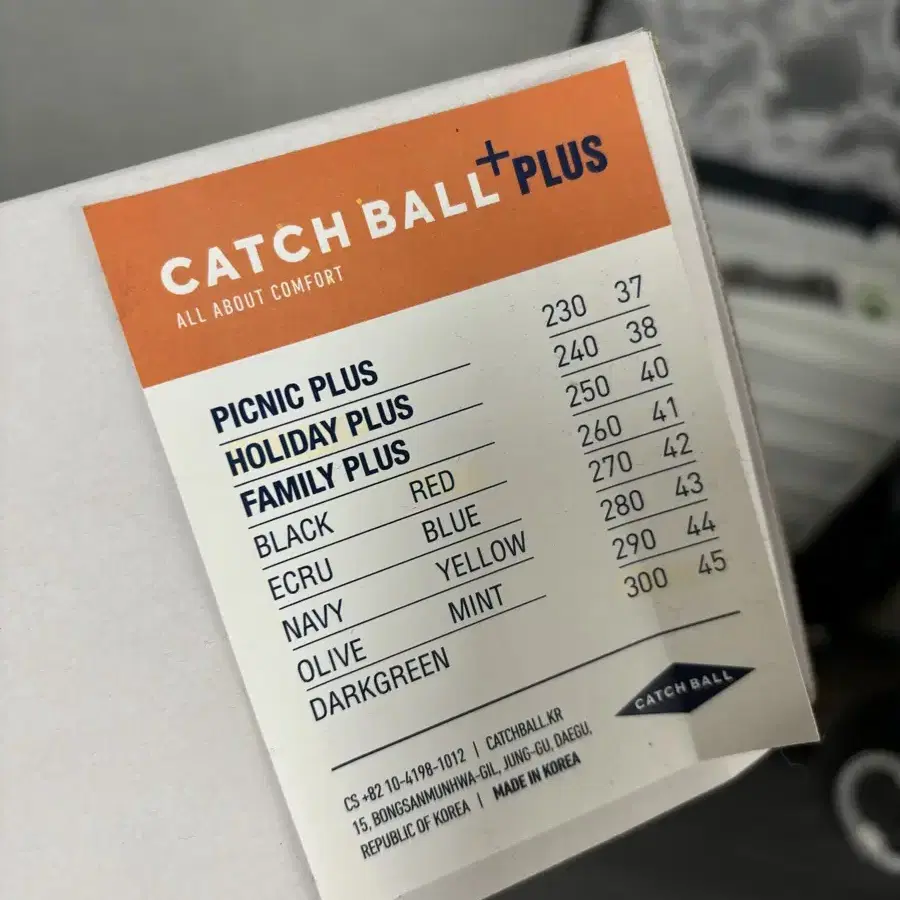 CATCH BALL+PLUS
ALL ABOUT COMFORT
PICNIC PLUS
HOLIDAY PLUS
FAMILY PLUS
BLACK RED
ECRU BLUE
NAVY YELLOW
OLIVE MINT
DARKGREEN
230 37
240 38
250 40
260 41
270 42
280 43
290 44
300 45
CS +82 10-4198-1012 | CATCHBALL.KR
15, BONGSANMUNHWA-GIL, JUNG-GU, DAEGU,
REPUBLIC OF KOREA | MADE IN KOREA
CATCH BALL